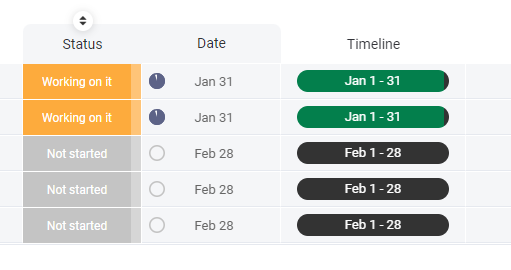 Status Date Timeline
Working on it Jan 31 Jan 1 - 31
Working on it Jan 31 Jan 1 - 31
Not started Feb 28 Feb 1 - 28
Not started Feb 28 Feb 1 - 28
Not started Feb 28 Feb 1 - 28